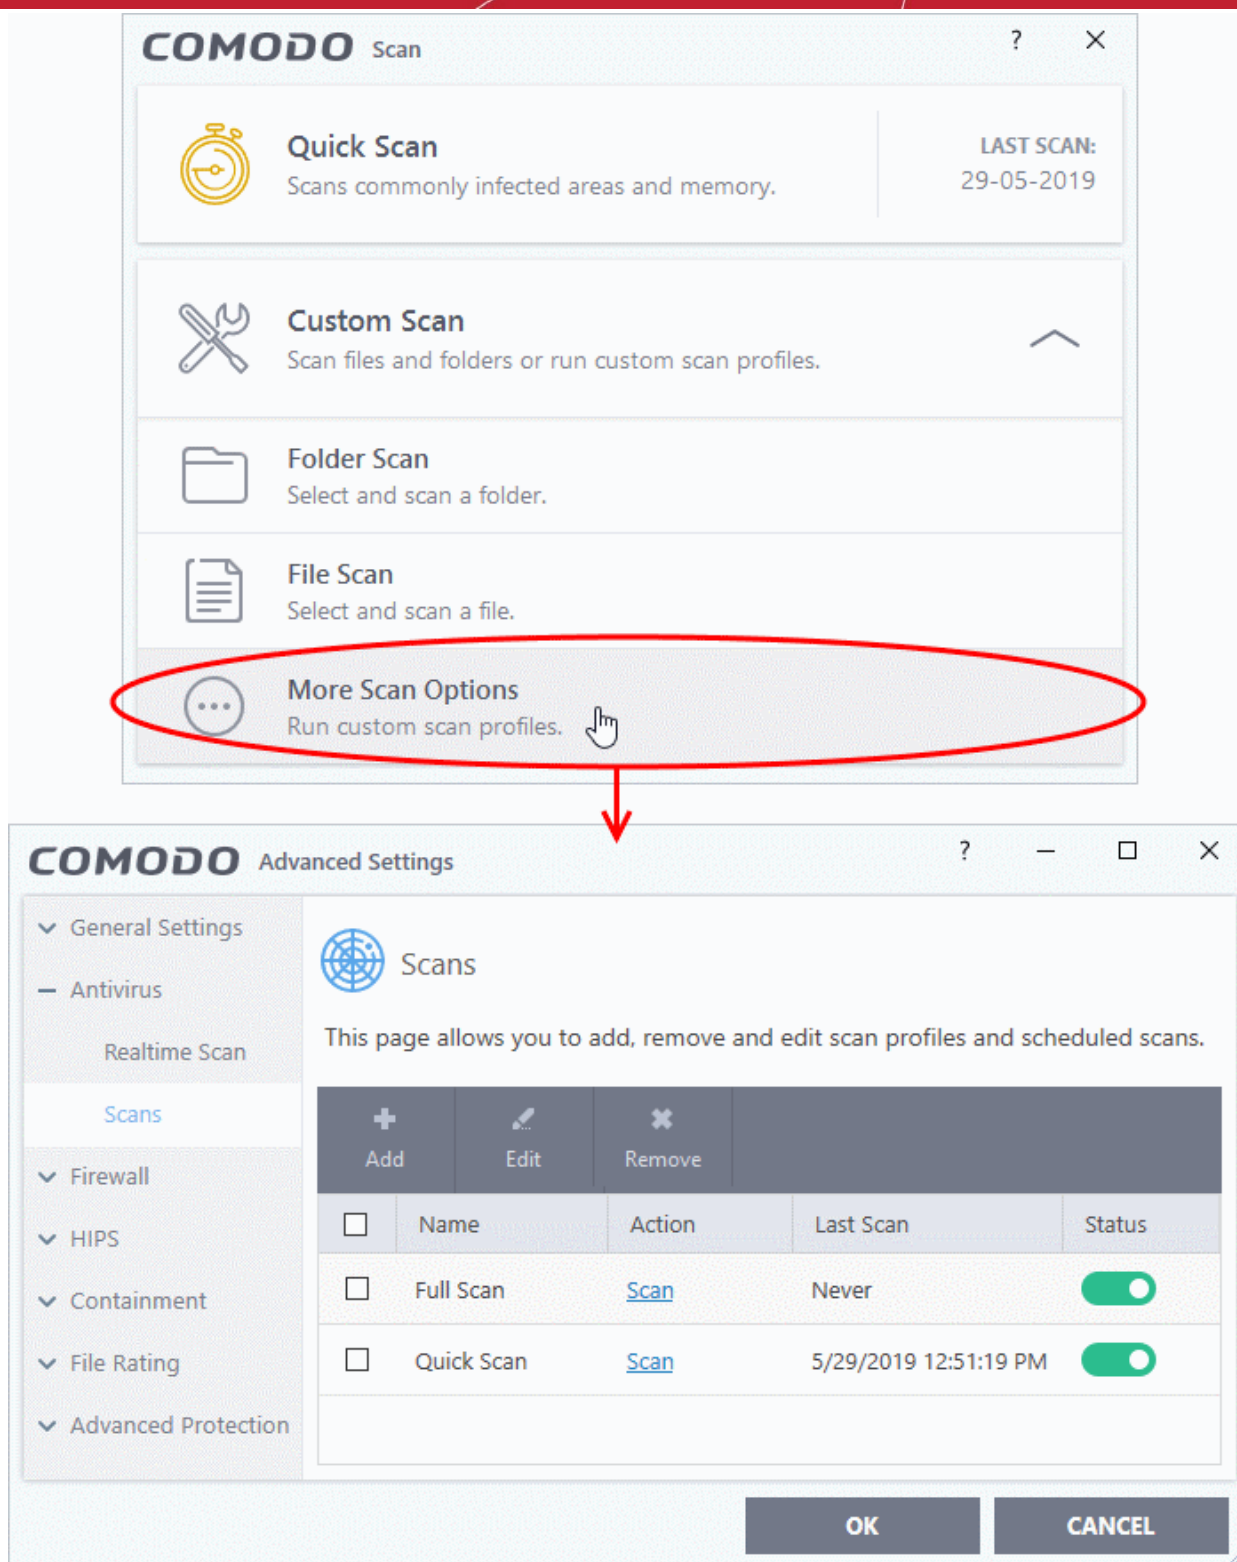 COMODO Scan ?
Quick Scan
Scans commonly infected areas and memory.
LAST SCAN:
29-05-2019
Custom Scan
Scan files and folders or run custom scan profiles.
Folder Scan
Select and scan a folder.
File Scan
Select and scan a file.
More Scan Options
Run custom scan profiles.
COMODO Advanced Settings ?
General Settings
Antivirus
Realtime Scan
Scans
Firewall
HIPS
Containment
File Rating
Advanced Protection
Scans
This page allows you to add, remove and edit scan profiles and scheduled scans.
Add Edit Remove
Name Action Last Scan Status
Full Scan Scan Never
Quick Scan Scan 5/29/2019 12:51:19 PM
OK CANCEL